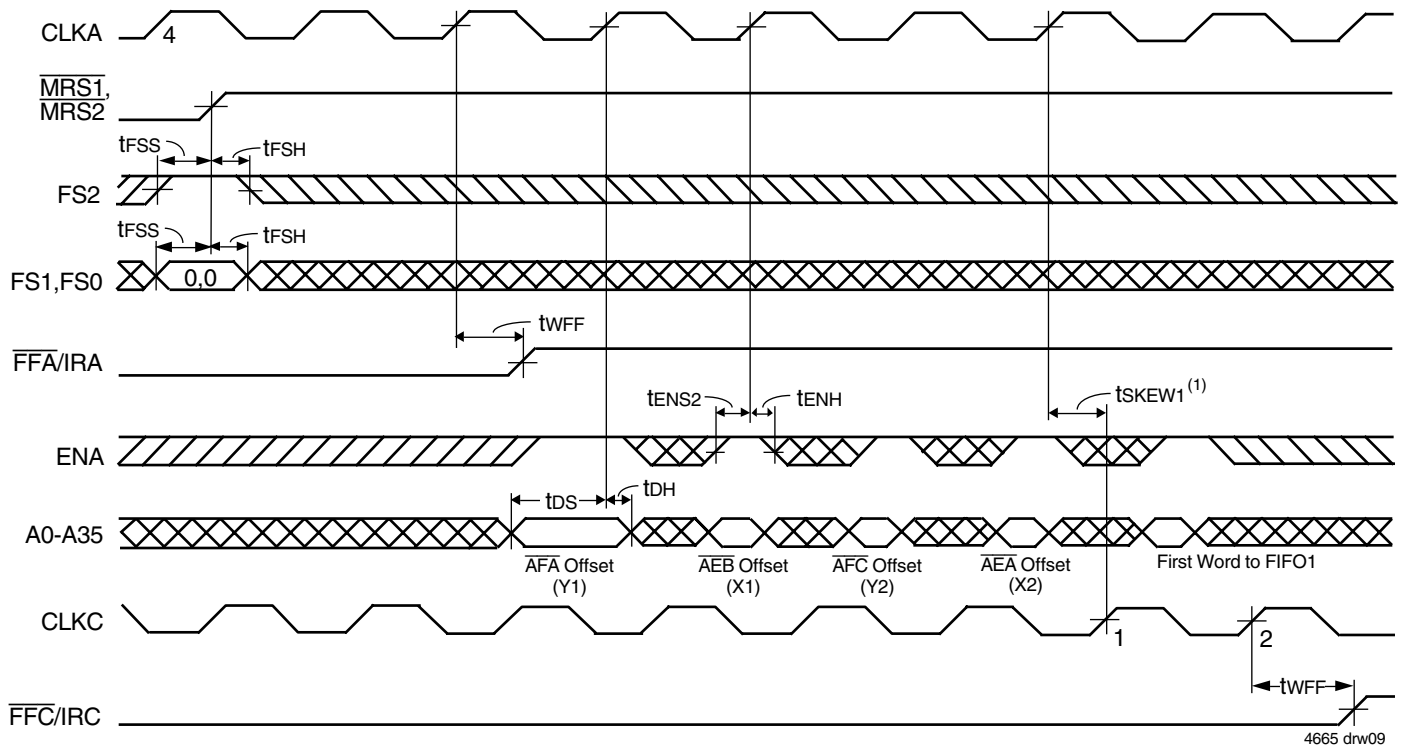 CLKA
4
MRS1,
MRS2
tFSS
tFSH
FS2
tFSS
tFSH
FS1,FS0
0,0
tWFF
FFA/IRA
tENS2
tENH
tSKEW1(1)
ENA
tDS
tDH
A0-A35
AFA Offset
(Y1)
AEB Offset
(X1)
AFC Offset
(Y2)
AEA Offset
(X2)
First Word to FIFO1
CLKC
1
2
tWFF
FFC/IRC
4665 drw09